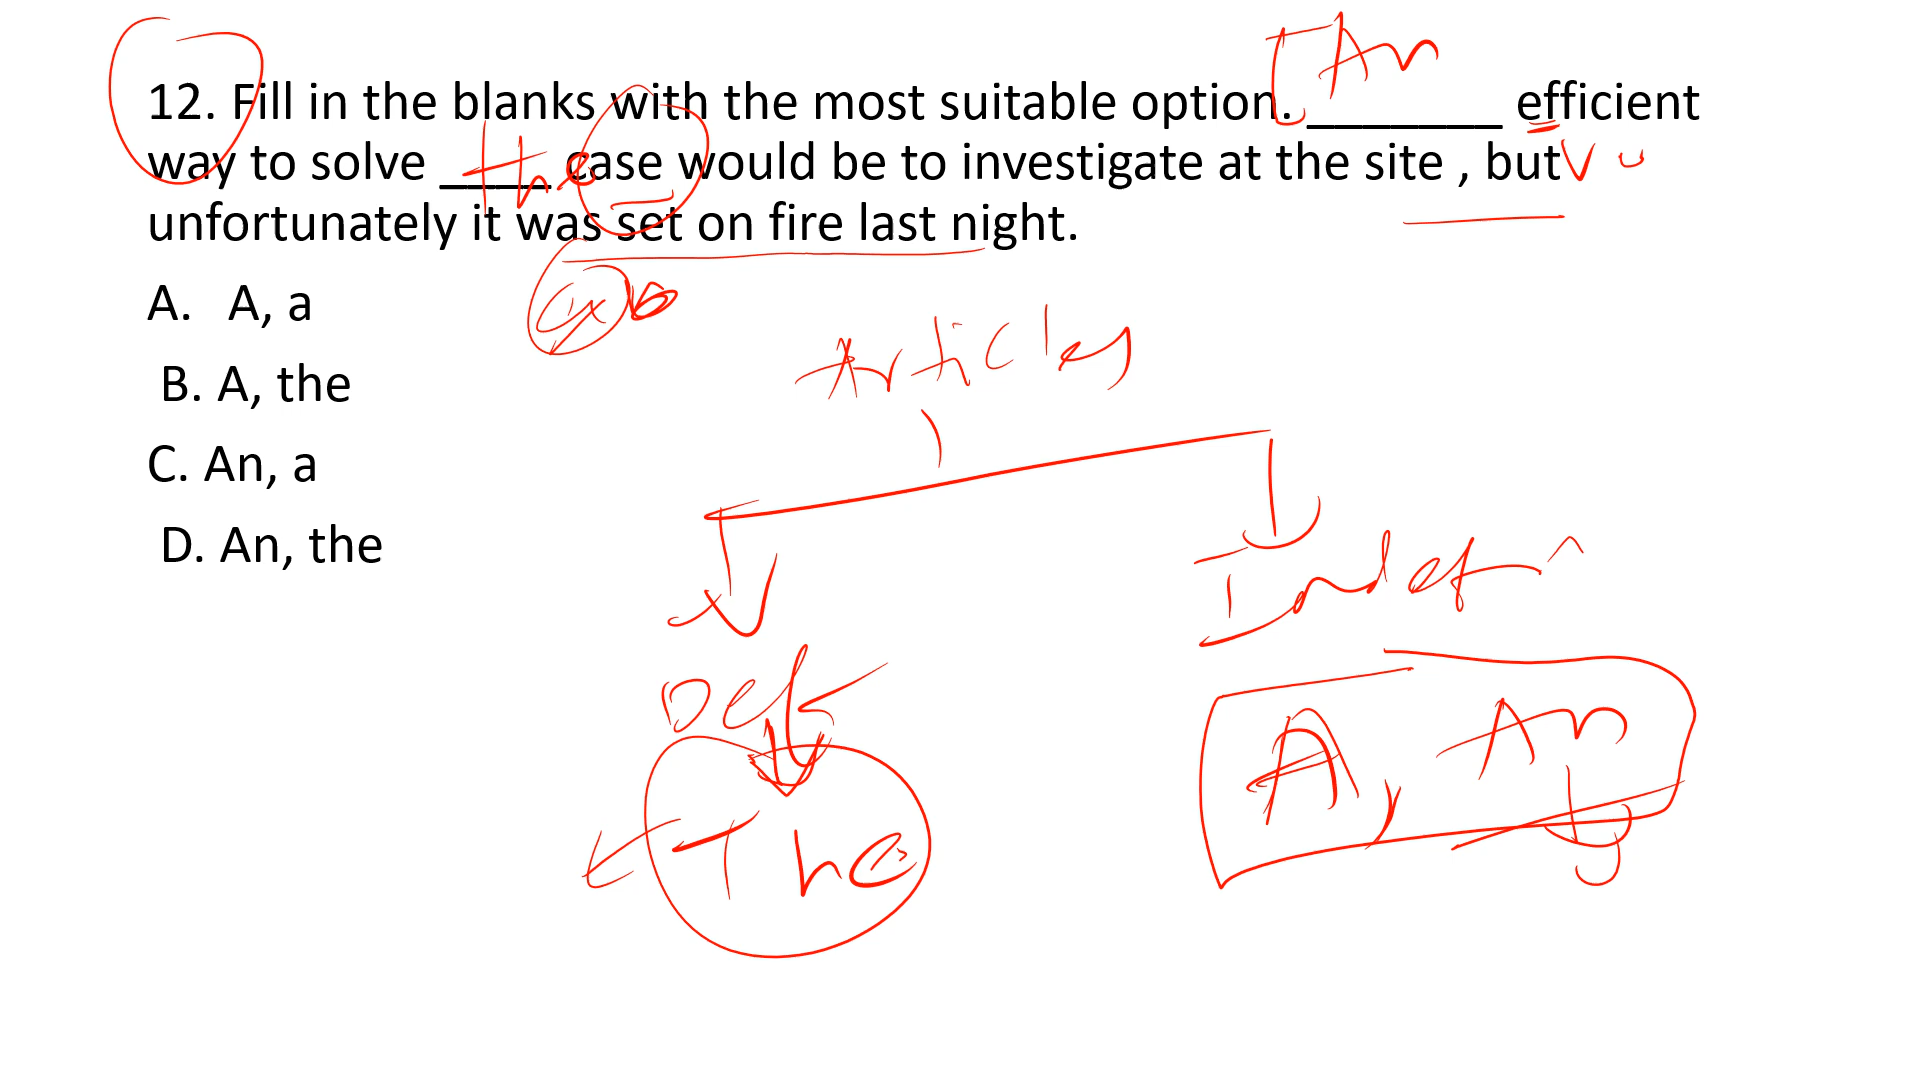 An
12. Fill in the blanks with the most suitable option. _______ efficient
way to solve ____ case would be to investigate at the site , but
the
unfortunately it was set on fire last night.
A. A, a
B. A, the
C. An, a
D. An, the
Articles
Indef
Def
The
A, An